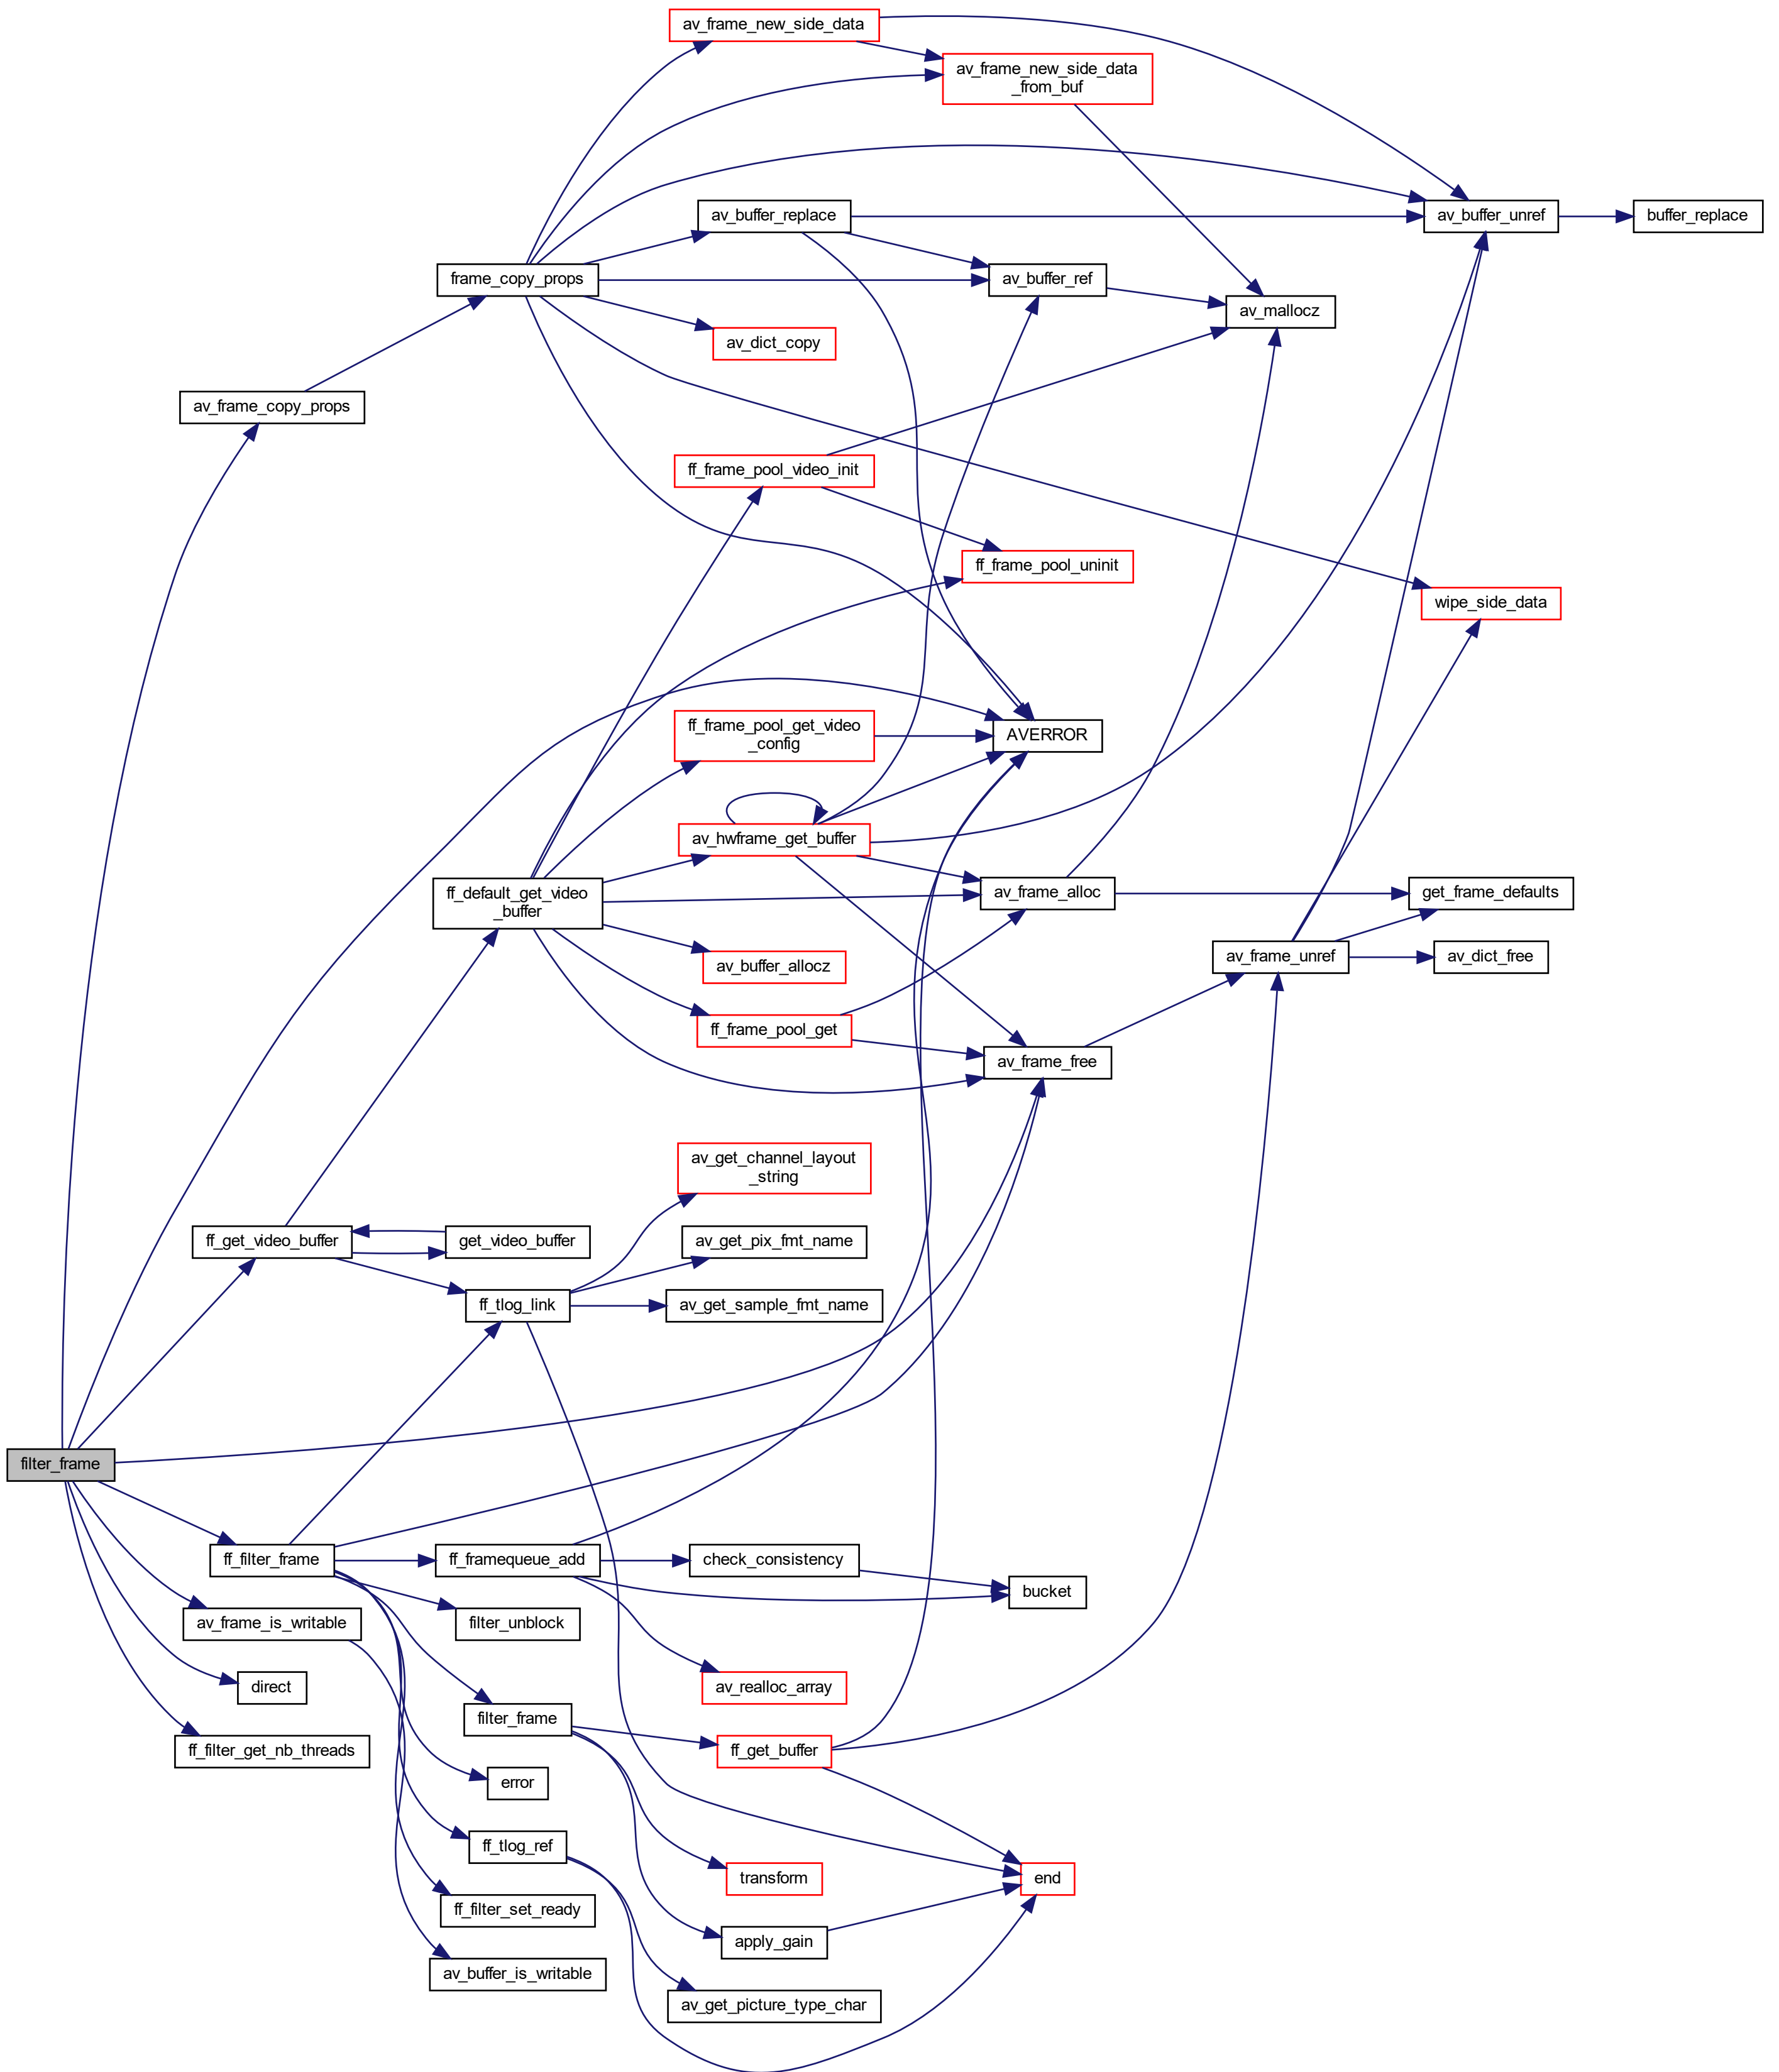 av_frame_new_side_data
av_frame_new_side_data
_from_buf
av_buffer_replace
av_buffer_unref
buffer_replace
frame_copy_props
av_buffer_ref
av_mallocz
av_dict_copy
av_frame_copy_props
ff_frame_pool_video_init
ff_frame_pool_uninit
wipe_side_data
ff_frame_pool_get_video
_config
AVERROR
av_hwframe_get_buffer
ff_default_get_video
_buffer
av_frame_alloc
get_frame_defaults
av_buffer_allocz
av_frame_unref
av_dict_free
ff_frame_pool_get
av_frame_free
av_get_channel_layout
_string
ff_get_video_buffer
get_video_buffer
av_get_pix_fmt_name
ff_tlog_link
av_get_sample_fmt_name
filter_frame
ff_filter_frame
ff_framequeue_add
check_consistency
bucket
av_frame_is_writable
filter_unblock
direct
av_realloc_array
filter_frame
ff_filter_get_nb_threads
ff_get_buffer
error
ff_tlog_ref
transform
end
ff_filter_set_ready
apply_gain
av_buffer_is_writable
av_get_picture_type_char